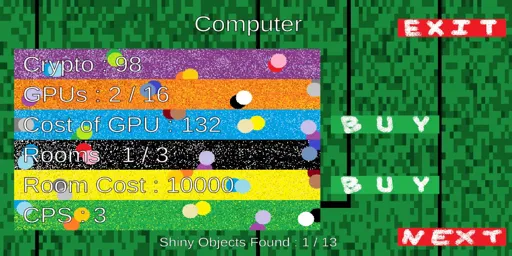 Computer
EXIT
Crypto : 98
GPUs : 2 / 16
Cost of GPU : 132
BUY
Rooms : 1 / 3
Room Cost : 10000
BUY
CPS : 3
NEXT
Shiny Objects Found : 1 / 13